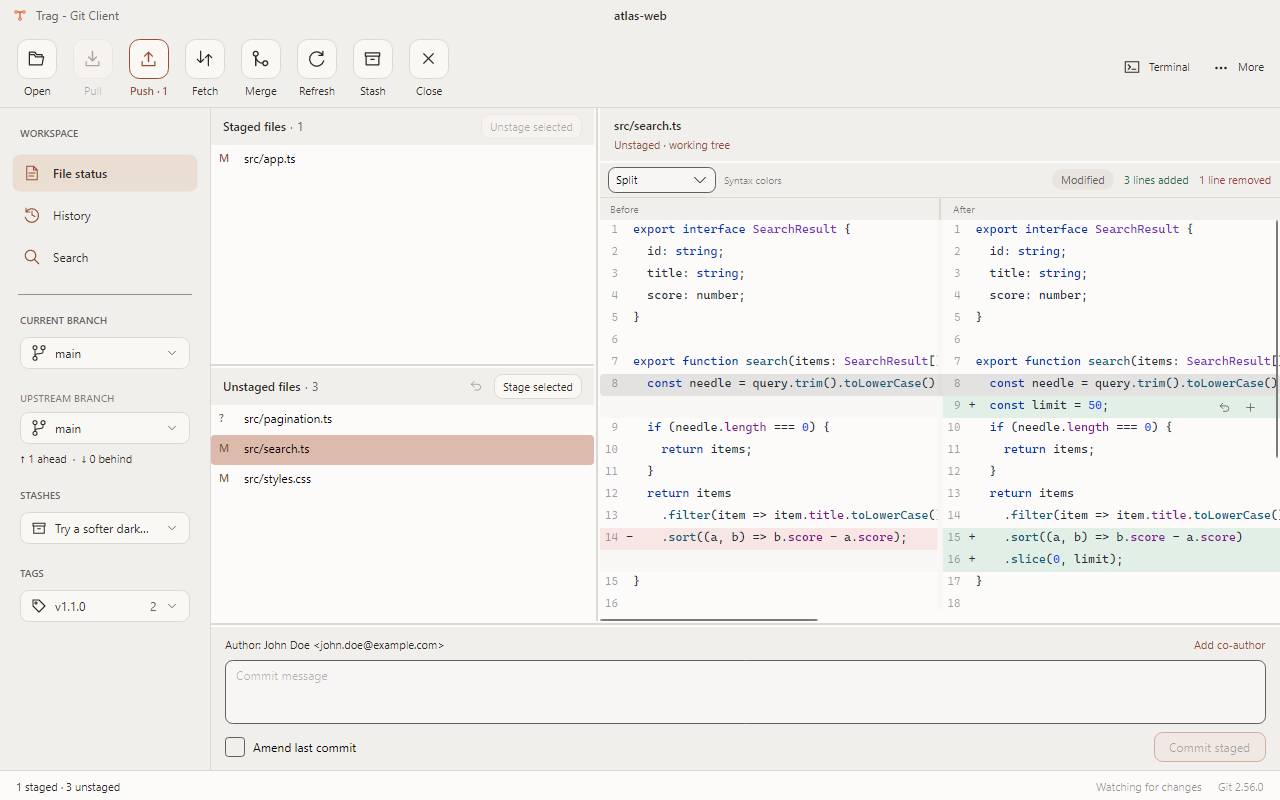 Trag - Git Client
atlas-web
Open
Pull
Push · 1
Fetch
Merge
Refresh
Stash
Close
Terminal
More
WORKSPACE
File status
History
Search
CURRENT BRANCH
main
UPSTREAM BRANCH
main
↑ 1 ahead · ↓ 0 behind
STASHES
Try a softer dark...
TAGS
v1.1.0 2
Staged files · 1
Unstage selected
M src/app.ts
Unstaged files · 3
Stage selected
? src/pagination.ts
M src/search.ts
M src/styles.css
src/search.ts
Unstaged · working tree
Split
Syntax colors
Modified
3 lines added
1 line removed
Before
1 export interface SearchResult {
2 id: string;
3 title: string;
4 score: number;
5 }
6
7 export function search(items: SearchResult[]
8 const needle = query.trim().toLowerCase()
9 if (needle.length === 0) {
10 return items;
11 }
12 return items
13 .filter(item => item.title.toLowerCase()
14 − .sort((a, b) => b.score − a.score);
15 }
16
After
1 export interface SearchResult {
2 id: string;
3 title: string;
4 score: number;
5 }
6
7 export function search(items: SearchResult[]
8 const needle = query.trim().toLowerCase()
9 + const limit = 50;
10 if (needle.length === 0) {
11 return items;
12 }
13 return items
14 .filter(item => item.title.toLowerCase()
15 + .sort((a, b) => b.score − a.score)
16 + .slice(0, limit);
17 }
18
Author: John Doe <john.doe@example.com>
Add co-author
Commit message
Amend last commit
Commit staged
1 staged · 3 unstaged
Watching for changes
Git 2.56.0